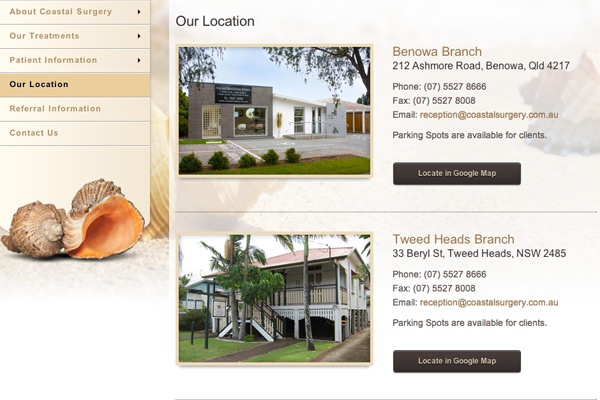 About Coastal Surgery
Our Treatments
Patient Information
Our Location
Referral Information
Contact Us
Our Location
Benowa Branch
212 Ashmore Road, Benowa, Qld 4217
Phone: (07) 5527 8666
Fax: (07) 5527 8008
Email: reception@coastalsurgery.com.au
Parking Spots are available for clients.
Locate in Google Map
Tweed Heads Branch
33 Beryl St, Tweed Heads, NSW 2485
Phone: (07) 5527 8666
Fax: (07) 5527 8008
Email: reception@coastalsurgery.com.au
Parking Spots are available for clients.
Locate in Google Map